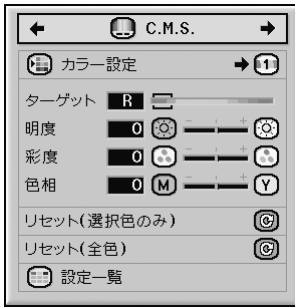 C.M.S.
カラー設定 1
ターゲット R
明度 0 - +
彩度 0 - +
色相 0 M Y
リセット(選択色のみ)
リセット(全色)
設定一覧